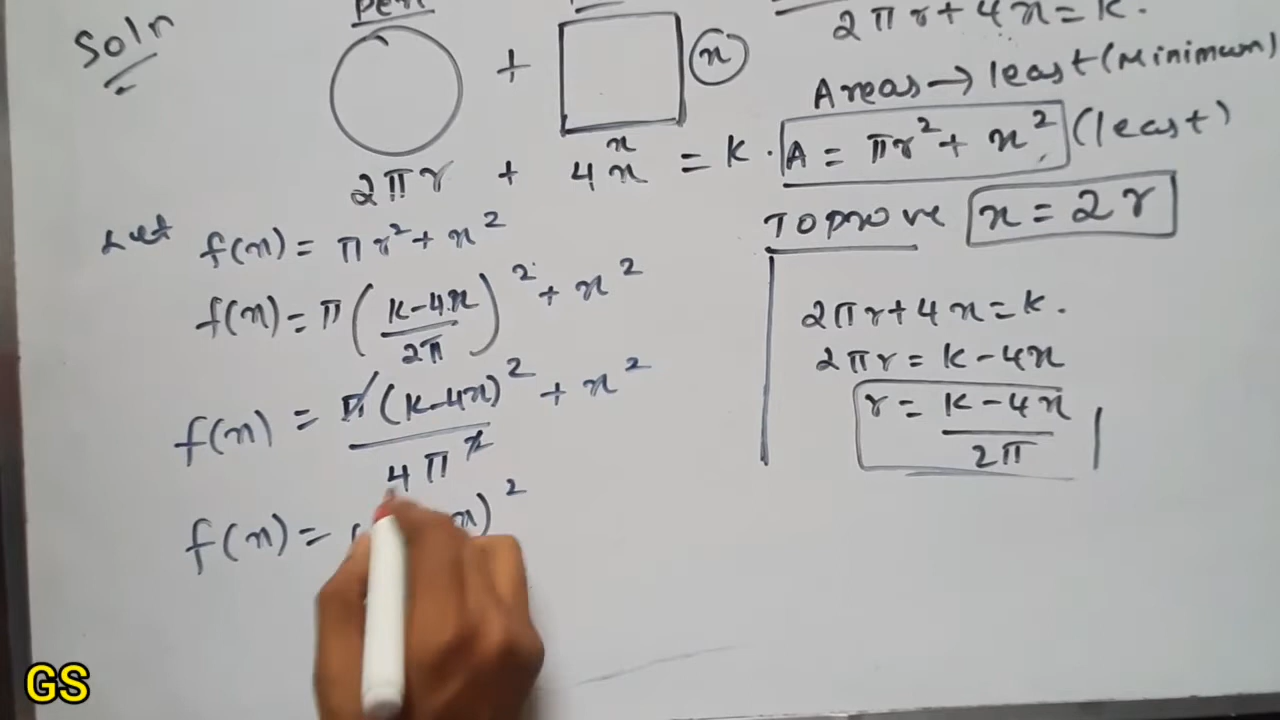 Soln
2πr + 4x = k.
Areas → least (Minimum)
x
x
2πr + 4x = k. A = πr² + x² (least)
To prove x = 2r
Let f(x) = πr² + x²
f(x) = π((k-4x)/2π)² + x²
f(x) = π(k-4x)²/4π² + x²
f(x) = ( x)²
2πr + 4x = k.
2πr = k - 4x
r = (k - 4x)/2π
GS